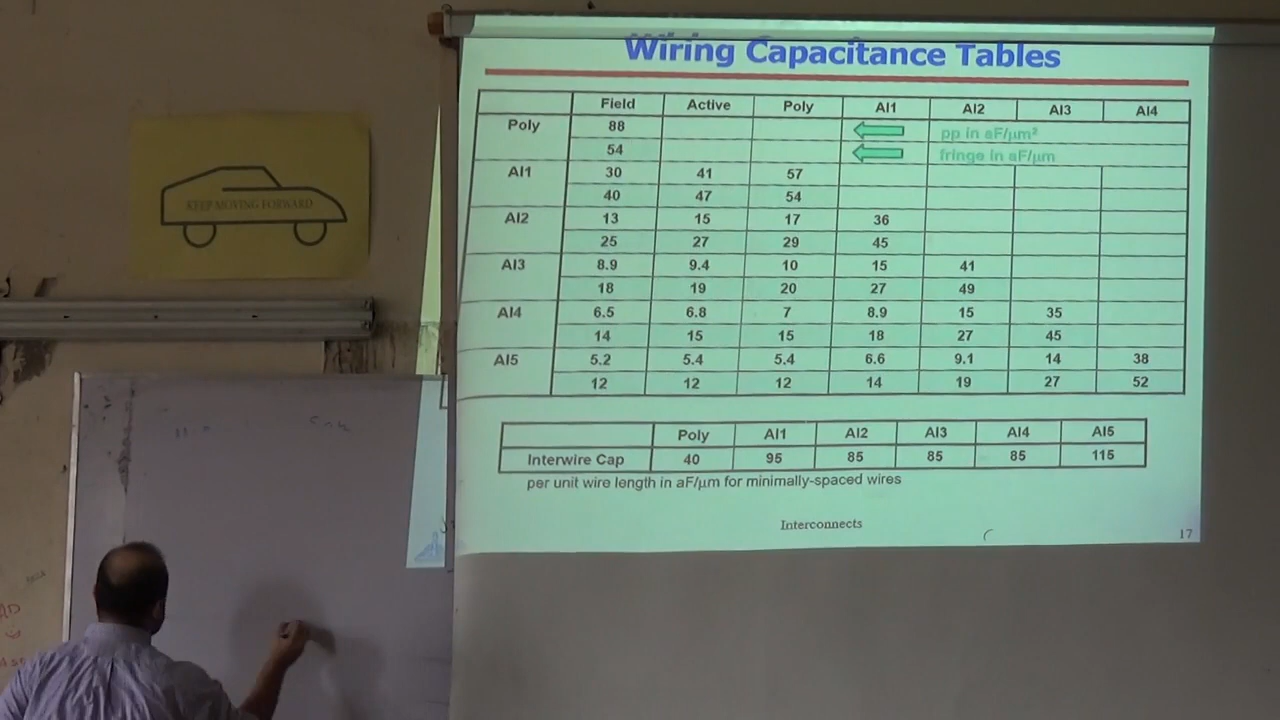 Wiring Capacitance Tables
Field Active Poly Al1 Al2 Al3 Al4
Poly 88 pp in aF/μm²
54 fringe in aF/μm
Al1 30 41 57
40 47 54
Al2 13 15 17 36
25 27 29 45
Al3 8.9 9.4 10 15 41
18 19 20 27 49
Al4 6.5 6.8 7 8.9 15 35
14 15 15 18 27 45
Al5 5.2 5.4 5.4 6.6 9.1 14 38
12 12 12 14 19 27 52
Poly Al1 Al2 Al3 Al4 Al5
Interwire Cap 40 95 85 85 85 115
per unit wire length in aF/μm for minimally-spaced wires
Interconnects
17
KEEP MOVING FORWARD